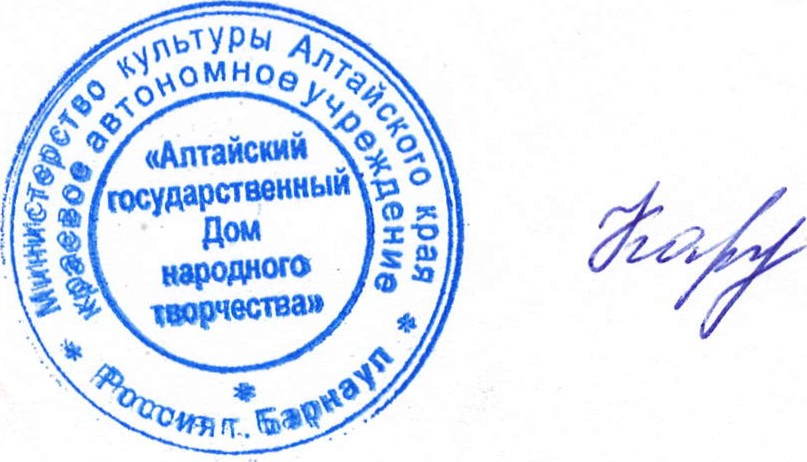 Министерство культуры Алтайского края
краевое автономное учреждение
«Алтайский
государственный
Дом
народного
творчества»
* Россия г. Барнаул *
*